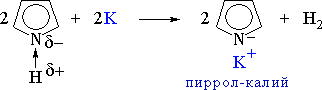 2 + 2K 2 + H₂
N δ– N –
H δ+ K+
пиррол-калий